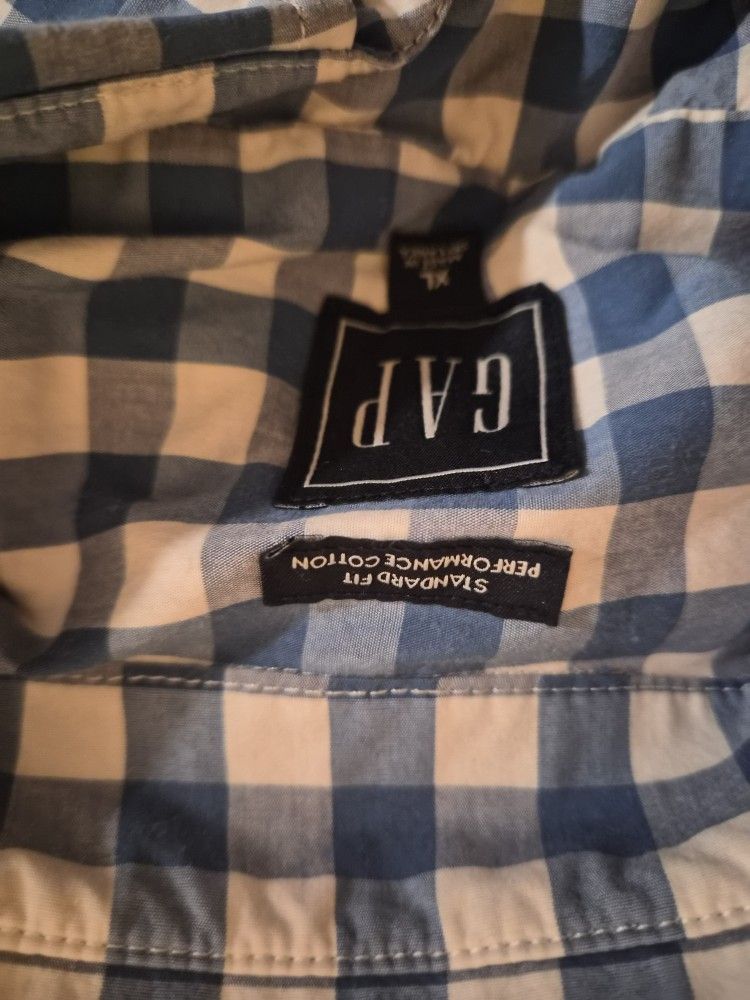 GAP
XL
STANDARD FIT
PERFORMANCE COTTON